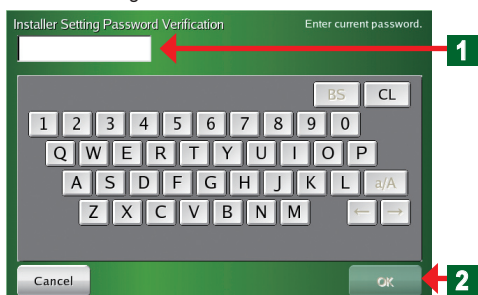 Installer Setting Password Verification Enter current password.
1
BS CL
1 2 3 4 5 6 7 8 9 0
Q W E R T Y U I O P
A S D F G H J K L a/A
Z X C V B N M ← →
Cancel OK 2